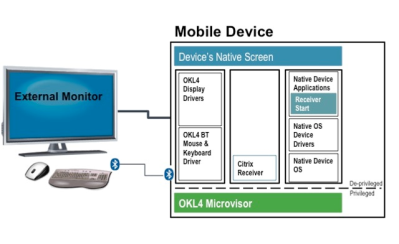 Mobile Device
Device's Native Screen
External Monitor
OKL4
Display
Drivers
OKL4 BT
Mouse &
Keyboard
Driver
Citrix
Receiver
Native Device
Applications
Receiver
Start
Native OS
Device
Drivers
Native Device
OS
De-privileged
Privileged
OKL4 Microvisor